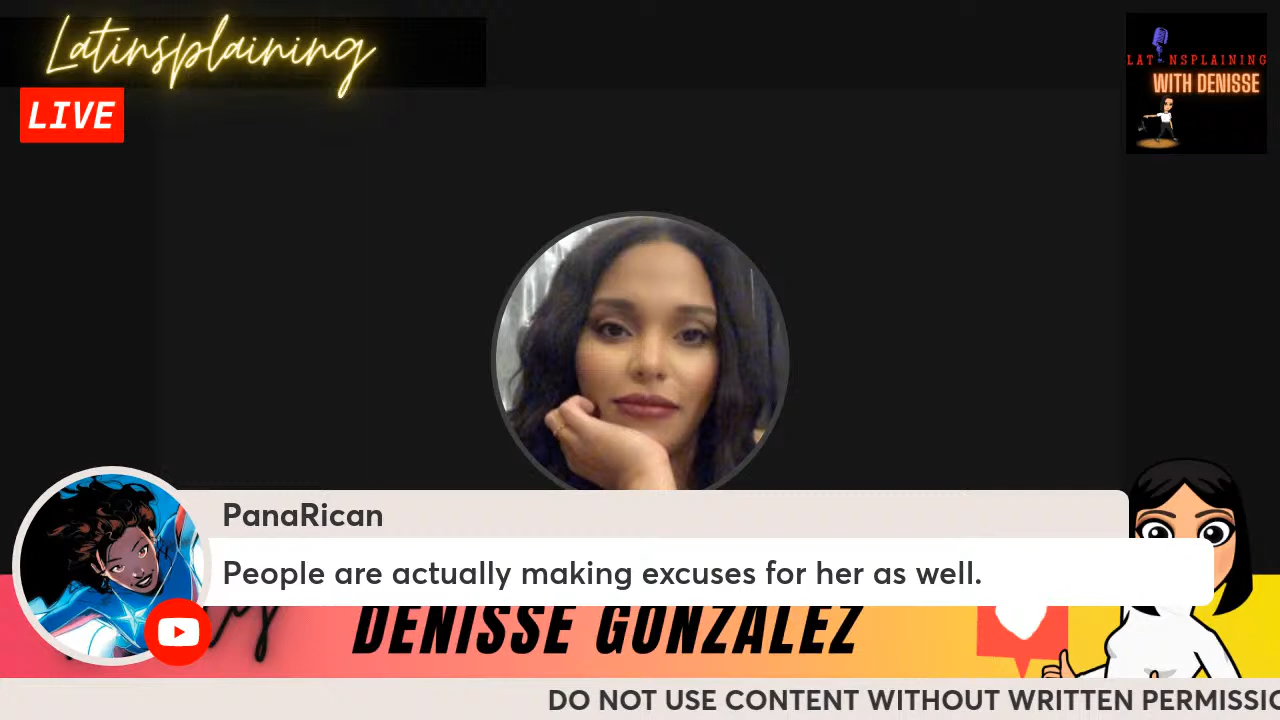 Latinsplaining
LIVE
LAT NSPLAINING
WITH DENISSE
PanaRican
People are actually making excuses for her as well.
DENISSE GONZALEZ
DO NOT USE CONTENT WITHOUT WRITTEN PERMISSIO